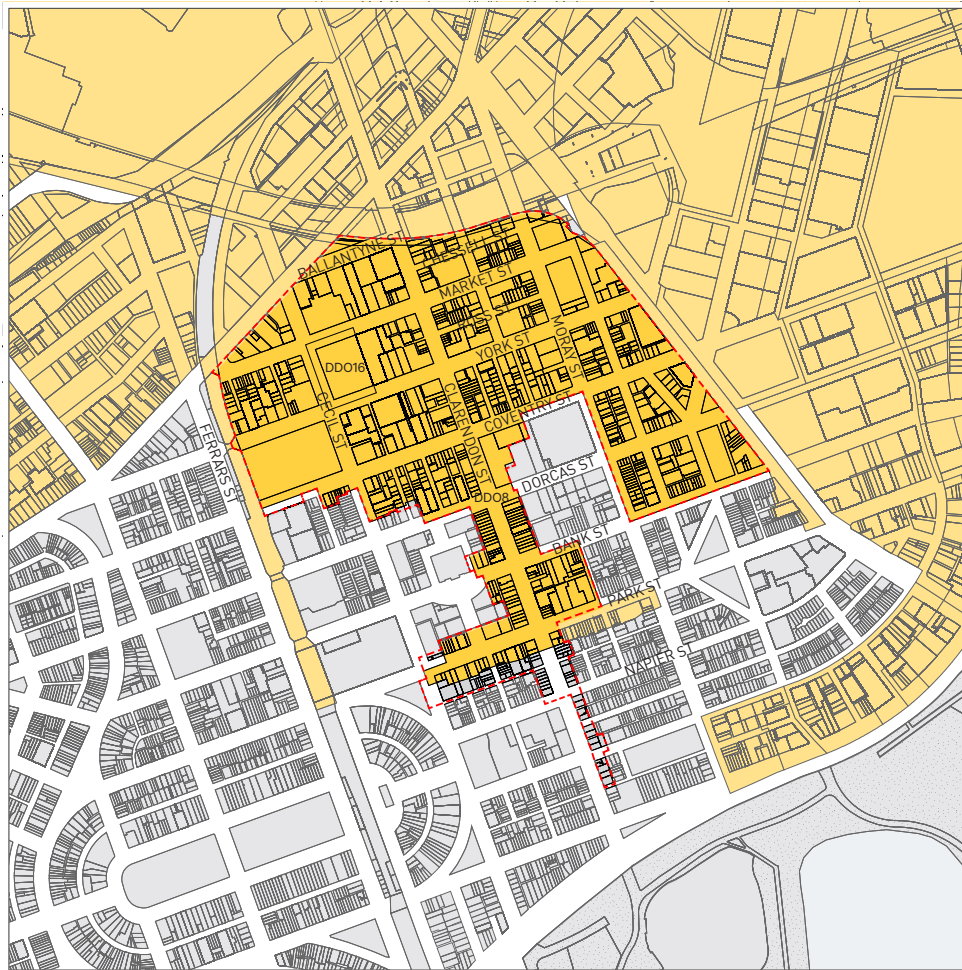 BALLANTYNE ST
MARKET ST
YORK ST
MORAY S
DDO16
CECIL ST
CLARENDON ST
COVENTRY ST
FERRARS ST
DORCAS ST
DDO8
BANK ST
PARK ST
NAPIER ST